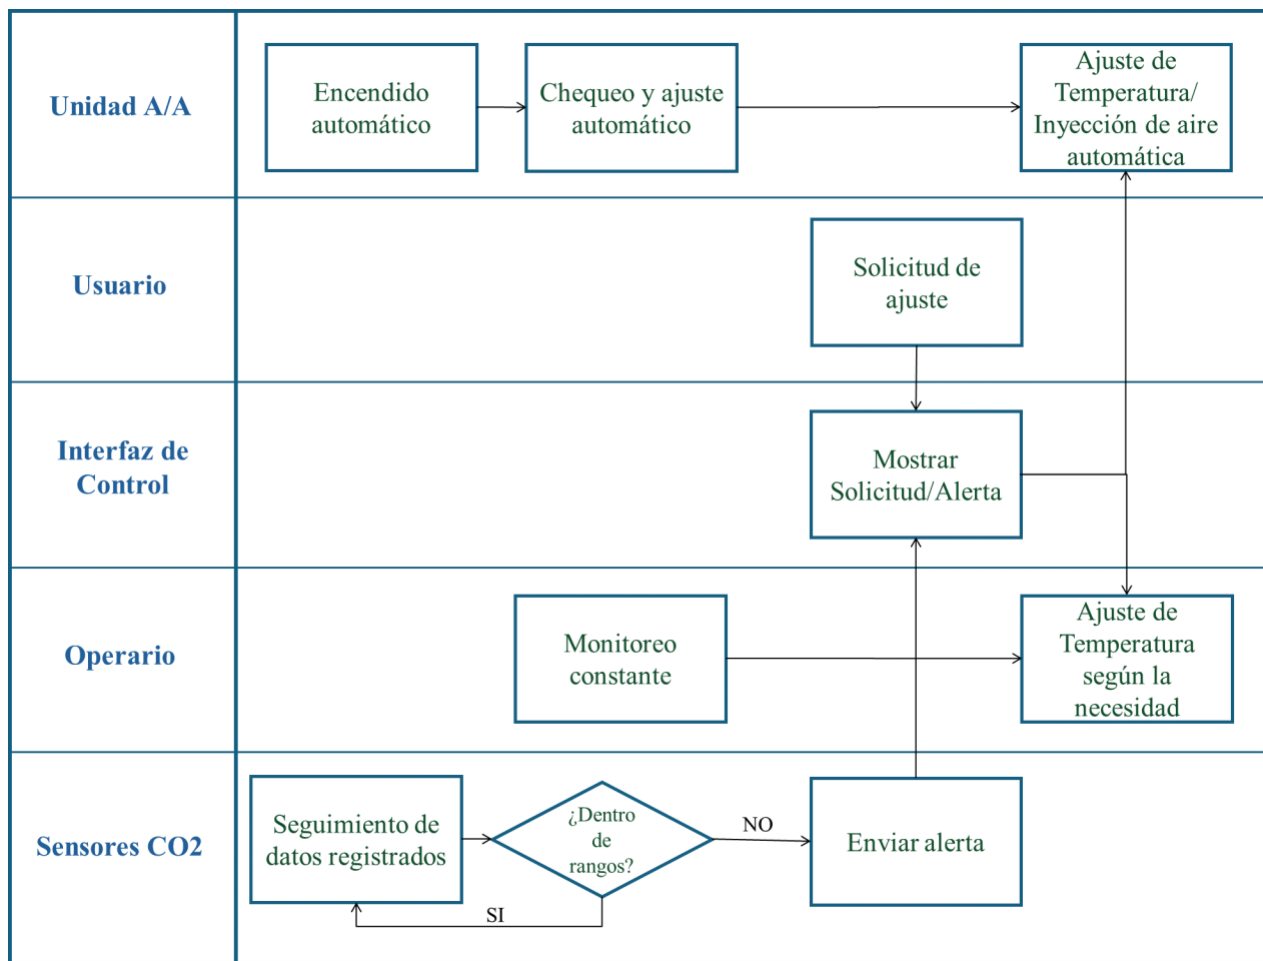 Unidad A/A
Encendido
automático
Chequeo y ajuste
automático
Ajuste de
Temperatura/
Inyección de aire
automática
Usuario
Solicitud de
ajuste
Interfaz de
Control
Mostrar
Solicitud/Alerta
Operario
Monitoreo
constante
Ajuste de
Temperatura
según la
necesidad
Sensores CO2
Seguimiento de
datos registrados
¿Dentro
de
rangos?
NO
Enviar alerta
SI